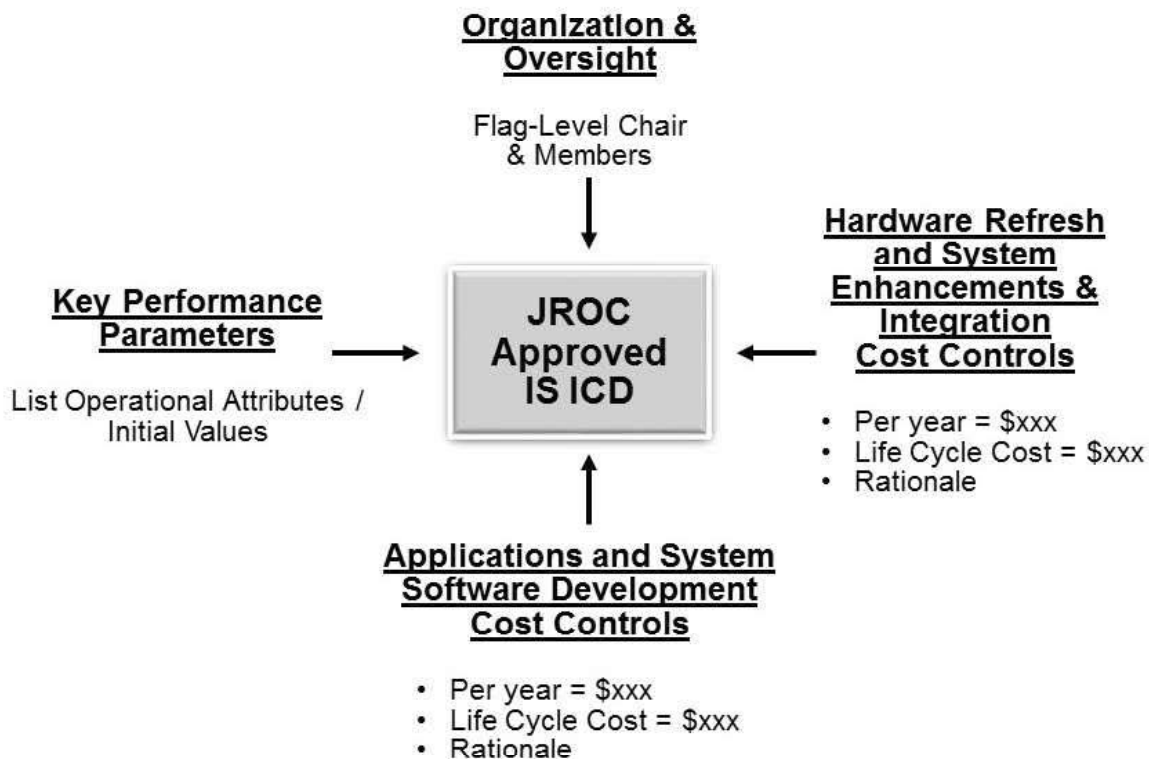 Organization &
Oversight
Flag-Level Chair
& Members
Key Performance
Parameters
List Operational Attributes /
Initial Values
JROC
Approved
IS ICD
Hardware Refresh
and System
Enhancements &
Integration
Cost Controls
• Per year = $xxx
• Life Cycle Cost = $xxx
• Rationale
Applications and System
Software Development
Cost Controls
• Per year = $xxx
• Life Cycle Cost = $xxx
• Rationale